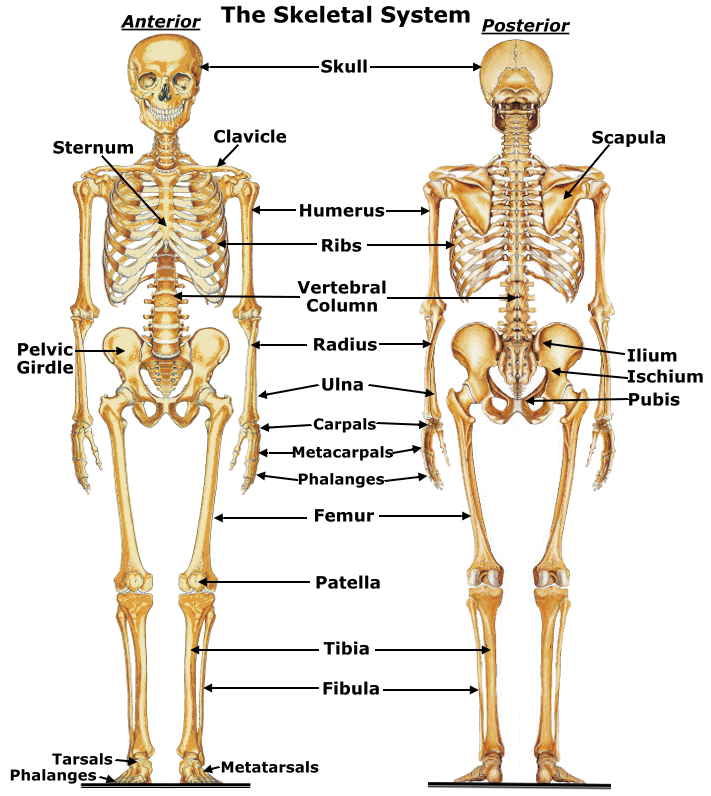 The Skeletal System
Anterior
Posterior
Skull
Clavicle
Sternum
Scapula
Humerus
Ribs
Vertebral
Column
Radius
Pelvic
Girdle
Ilium
Ischium
Pubis
Ulna
Carpals
Metacarpals
Phalanges
Femur
Patella
Tibia
Fibula
Tarsals
Phalanges
Metatarsals